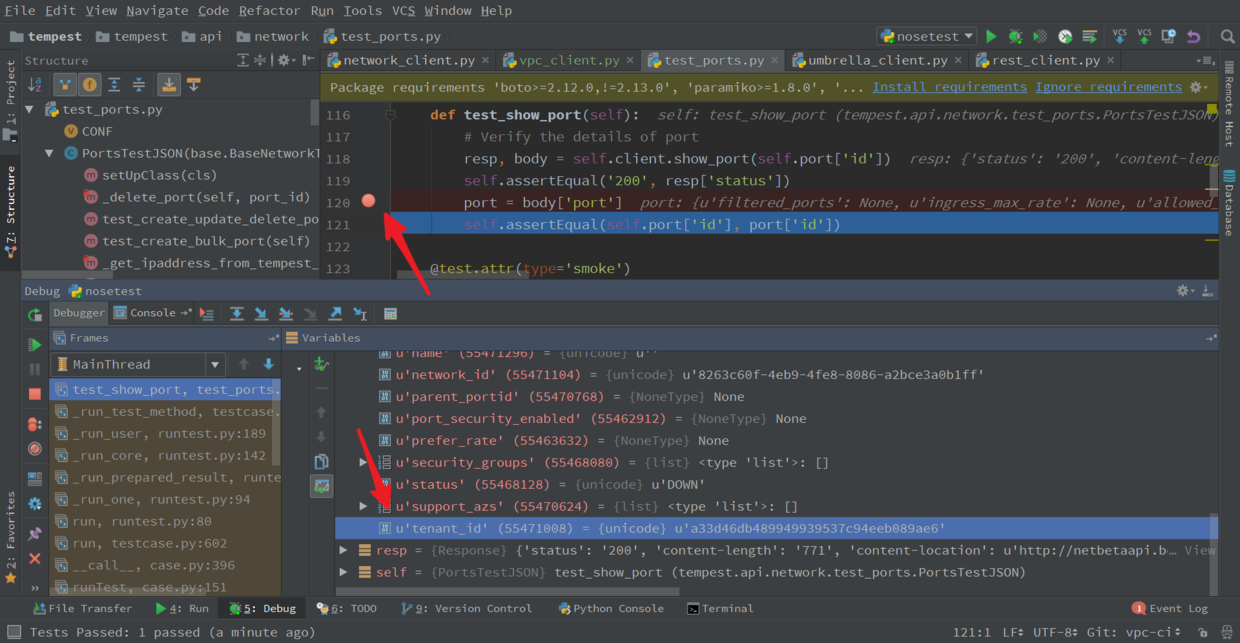 File Edit View Navigate Code Refactor Run Tools VCS Window Help
tempest tempest api network test_ports.py nosetest VCS VCS
1: Project
7: Structure
2: Favorites
Remote Host
Database
Structure
network_client.py vpc_client.py test_ports.py umbrella_client.py rest_client.py
Package requirements 'boto>=2.12.0,!=2.13.0', 'paramiko>=1.8.0', '... Install requirements Ignore requirements
test_ports.py
CONF
PortsTestJSON(base.BaseNetworkT
setUpClass(cls)
_delete_port(self, port_id)
test_create_update_delete_po
test_create_bulk_port(self)
_get_ipaddress_from_tempest_
116 def test_show_port(self): self: test_show_port (tempest.api.network.test_ports.PortsTestJSON)
117 # Verify the details of port
118 resp, body = self.client.show_port(self.port['id']) resp: {'status': '200', 'content-leng
119 self.assertEqual('200', resp['status'])
120 port = body['port'] port: {u'filtered_ports': None, u'ingress_max_rate': None, u'allowed_
121 self.assertEqual(self.port['id'], port['id'])
122
123 @test.attr(type='smoke')
Debug nosetest
Debugger Console
Frames
Variables
MainThread
test_show_port, test_ports.
_run_test_method, testcase.
_run_user, runtest.py:189
_run_core, runtest.py:142
_run_prepared_result, runte
_run_one, runtest.py:94
run, runtest.py:80
run, testcase.py:602
__call__, case.py:396
runTest, case.py:151
u'name' (55471296) = {unicode} u''
u'network_id' (55471104) = {unicode} u'8263c60f-4eb9-4fe8-8086-a2bce3a0b1ff'
u'parent_portid' (55470768) = {NoneType} None
u'port_security_enabled' (55462912) = {NoneType} None
u'prefer_rate' (55463632) = {NoneType} None
u'security_groups' (55468080) = {list} <type 'list'>: []
u'status' (55468128) = {unicode} u'DOWN'
u'support_azs' (55470624) = {list} <type 'list'>: []
u'tenant_id' (55471008) = {unicode} u'a33d46db489949939537c94eeb089ae6'
resp = {Response} {'status': '200', 'content-length': '771', 'content-location': u'http://netbetaapi.b... View
self = {PortsTestJSON} test_show_port (tempest.api.network.test_ports.PortsTestJSON)
File Transfer 4: Run 5: Debug 6: TODO 9: Version Control Python Console Terminal 1 Event Log
Tests Passed: 1 passed (a minute ago) 121:1 LF UTF-8 Git: vpc-ci